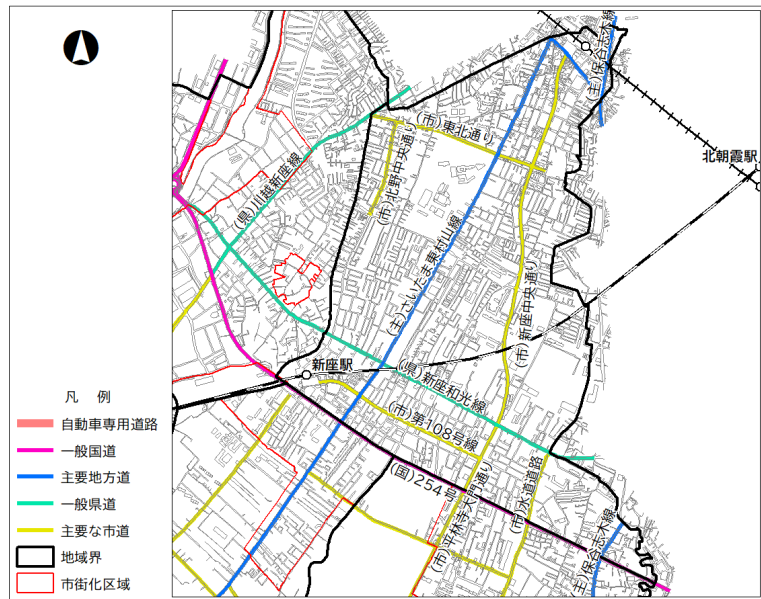 (主)保谷志木線
(市)東北通り
北朝霞駅
(市)北野中央通り
(県)川越新座線
(主)さいたま東村山線
(市)新座中央通り
新座駅
(県)新座和光線
(市)第108号線
(国)254号
(市)平林寺大門通り
(市)水道道路
(主)保谷志木線
凡 例
自動車専用道路
一般国道
主要地方道
一般県道
主要な市道
地域界
市街化区域